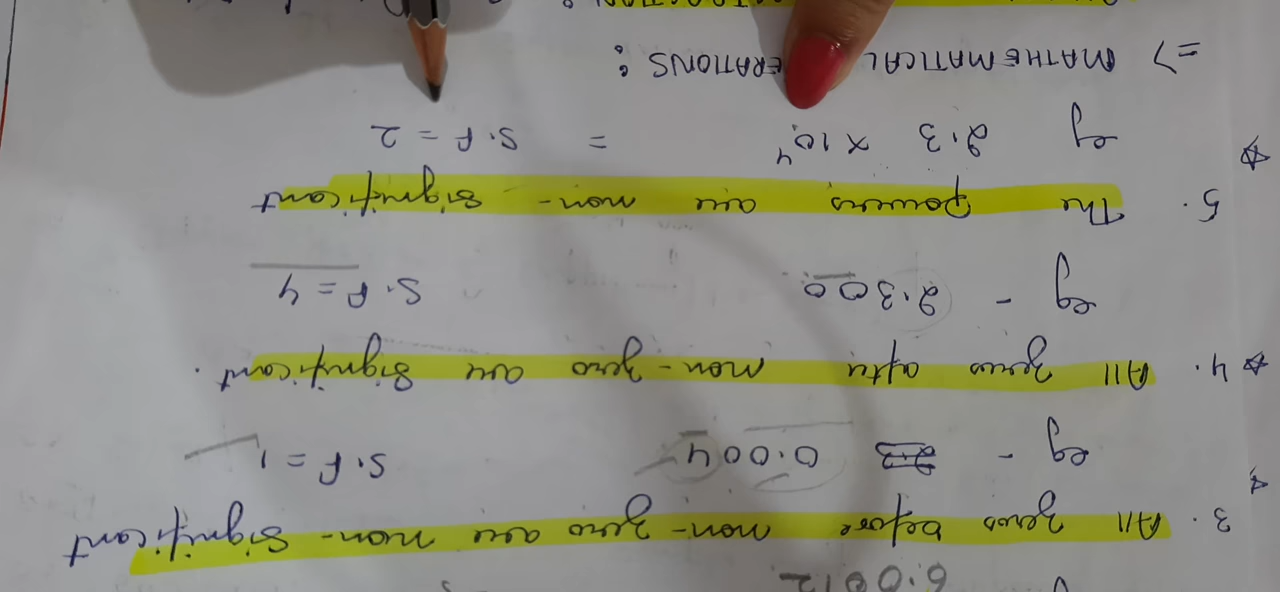 0.0012
3. All zeros before non-zero are non-significant
eg - 0.004 S.F = 1
4. All zeros after non-zero are significant.
eg - 2.300 S.F = 4
5. The powers are non-significant
eg 2.3 × 10⁴ = S.F = 2
=> MATHEMATICAL ERATIONS :